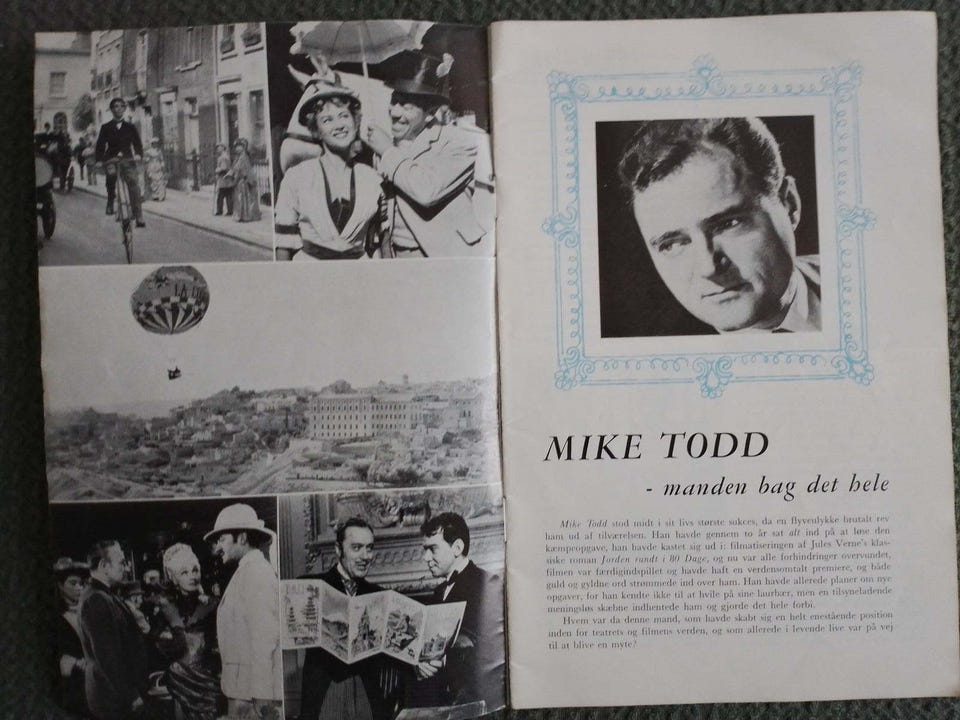 MIKE TODD
- manden bag det hele
Mike Todd stod midt i sit livs største sukces, da en flyveulykke brutalt rev
ham ud af tilværelsen. Han havde gennem to år sat alt ind på at løse den
kæmpeopgave, han havde kastet sig ud i: filmatiseringen af Jules Verne's klas-
siske roman Jorden rundt i 80 Dage, og nu var alle forhindringer overvundet,
filmen var færdigindspillet og havde haft en verdensomtalt premiere, og både
guld og gyldne ord strømmede ind over ham. Han havde allerede planer om nye
opgaver, for han kendte ikke til at hvile på sine laurbær, men en tilsyneladende
meningsløs skæbne indhentede ham og gjorde det hele forbi.
Hvem var da denne mand, som havde skabt sig en helt enestående position
inden for teatrets og filmens verden, og som allerede i levende live var på vej
til at blive en myte?